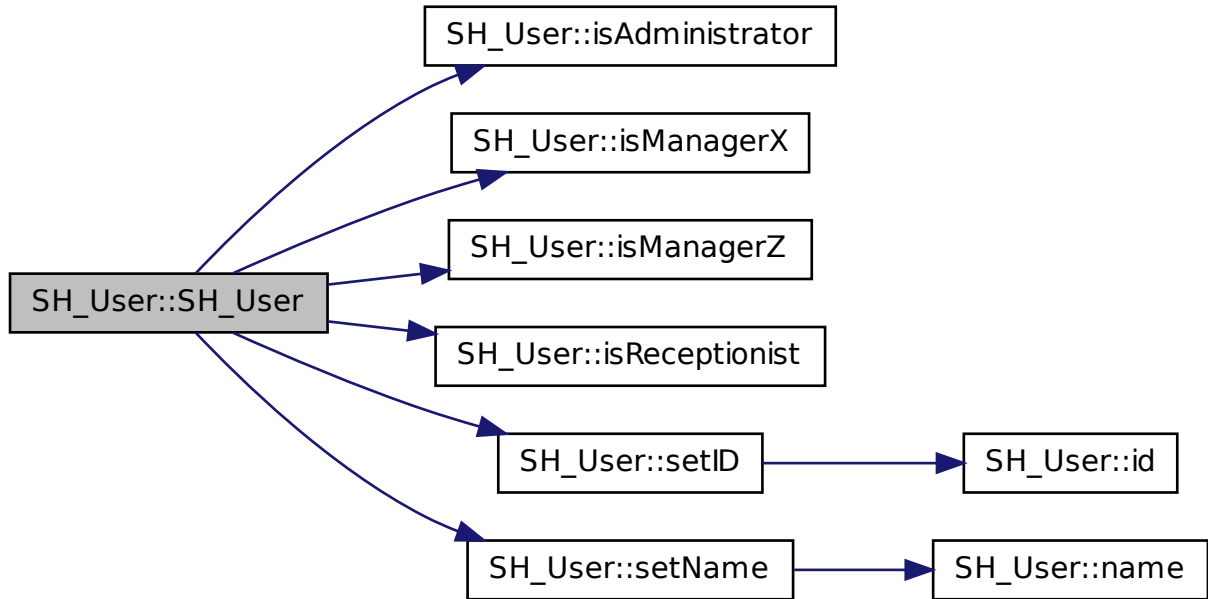 SH_User::isAdministrator
SH_User::isManagerX
SH_User::isManagerZ
SH_User::SH_User
SH_User::isReceptionist
SH_User::setID
SH_User::id
SH_User::setName
SH_User::name